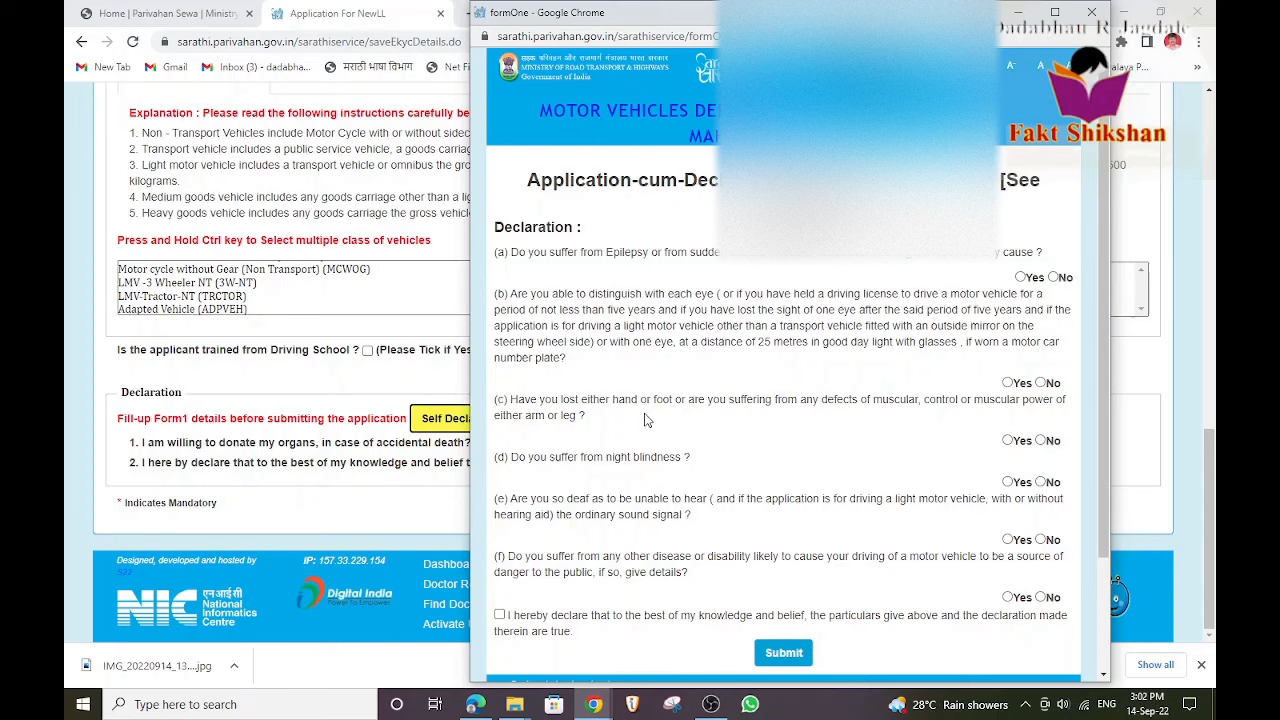 Home | Parivahan Sewa | Ministry
Application For NewLL
formOne - Google Chrome
sarathi.parivahan.gov.in/sarathiservice/saveEkycDetails.do
sarathi.parivahan.gov.in/sarathiservice/formO
Dadabhau R Jagdale
New Tab
Gmail
Inbox (3) - dadabha
मराठी भाषा विभाग
Net Fi
alaya P...
»
Fakt Shikshan
सड़क परिवहन और राजमार्ग मंत्रालय भारत सरकार
MINISTRY OF ROAD TRANSPORT & HIGHWAYS
Government of India
A-
A
MOTOR VEHICLES DE
MAH
Application-cum-Decl
[See
Explanation : Please read the following instructions carefully be
1. Non - Transport Vehicles include Motor Cycle with or without sidec
2. Transport vehicle includes a public service vehicle, a goods carriag
3. Light motor vehicle includes a transport vehicle or omnibus the gro
kilograms.
4. Medium goods vehicle includes any goods carriage other than a lig
5. Heavy goods vehicle includes any goods carriage the gross vehicle
Press and Hold Ctrl key to Select multiple class of vehicles
Motor cycle without Gear (Non Transport) (MCWOG)
LMV -3 Wheeler NT (3W-NT)
LMV-Tractor-NT (TRCTOR)
Adapted Vehicle (ADPVEH)
Is the applicant trained from Driving School ? (Please Tick if Yes
Declaration
Fill-up Form1 details before submitting the application
Self Decl
1. I am willing to donate my organs, in case of accidental death?
2. I here by declare that to the best of my knowledge and belief t
* Indicates Mandatory
Declaration :
(a) Do you suffer from Epilepsy or from sudde
y cause ?
Yes No
(b) Are you able to distinguish with each eye ( or if you have held a driving license to drive a motor vehicle for a
period of not less than five years and if you have lost the sight of one eye after the said period of five years and if the
application is for driving a light motor vehicle other than a transport vehicle fitted with an outside mirror on the
steering wheel side) or with one eye, at a distance of 25 metres in good day light with glasses , if worn a motor car
number plate?
Yes No
(c) Have you lost either hand or foot or are you suffering from any defects of muscular, control or muscular power of
either arm or leg ?
Yes No
(d) Do you suffer from night blindness ?
Yes No
(e) Are you so deaf as to be unable to hear ( and if the application is for driving a light motor vehicle, with or without
hearing aid) the ordinary sound signal ?
Yes No
(f) Do you suffer from any other disease or disability likely to cause your driving of a motor vehicle to be a source of
danger to the public, if so, give details?
Yes No
I hereby declare that to the best of my knowledge and belief, the particulars give above and the declaration made
therein are true.
Submit
Designed, developed and hosted by
NIC
एन आई सी
National
Informatics
Centre
IP: 157.33.229.154
Digital India
Power To Empower
Dashboa
Doctor R
Find Doc
Activate
IMG_20220914_13....jpg
Show all
Type here to search
28°C Rain showers
ENG
3:02 PM
14-Sep-22